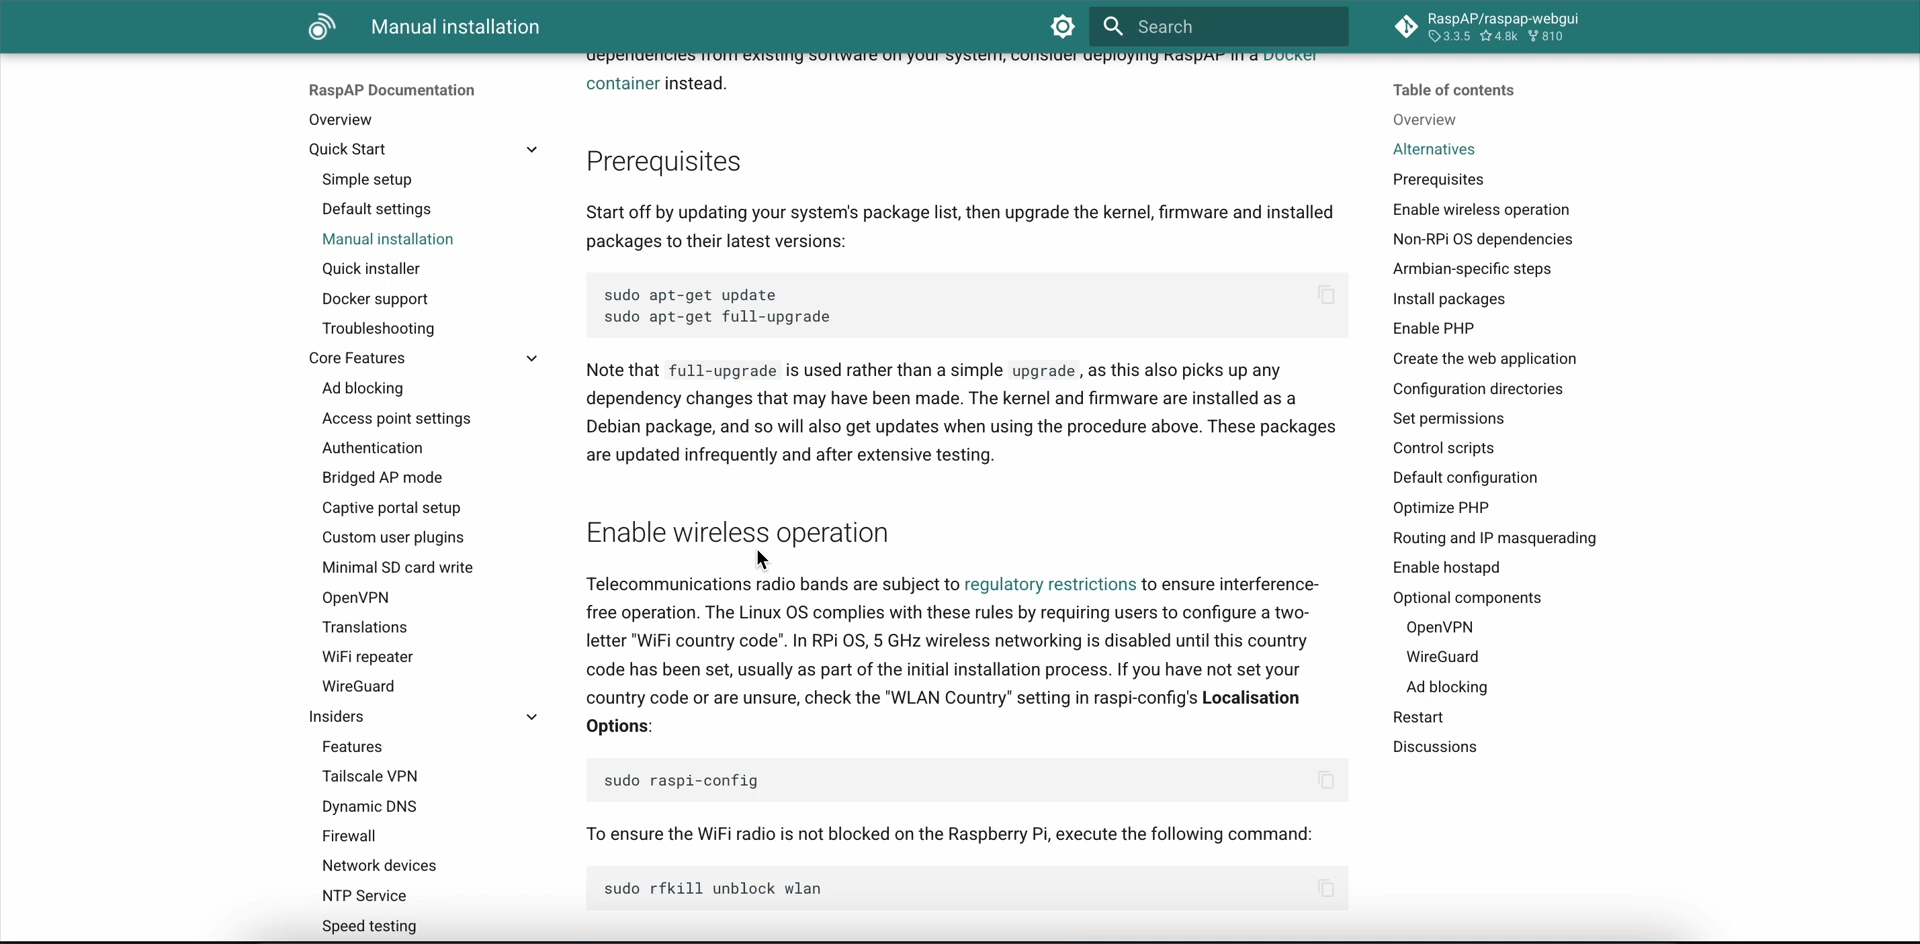 Manual installation
Search
RaspAP/raspap-webgui
3.3.5 4.8k 810
RaspAP Documentation
Overview
Quick Start
Simple setup
Default settings
Manual installation
Quick installer
Docker support
Troubleshooting
Core Features
Ad blocking
Access point settings
Authentication
Bridged AP mode
Captive portal setup
Custom user plugins
Minimal SD card write
OpenVPN
Translations
WiFi repeater
WireGuard
Insiders
Features
Tailscale VPN
Dynamic DNS
Firewall
Network devices
NTP Service
Speed testing
dependencies from existing software on your system, consider deploying RaspAP in a Docker
container instead.
Prerequisites
Start off by updating your system's package list, then upgrade the kernel, firmware and installed
packages to their latest versions:
sudo apt-get update
sudo apt-get full-upgrade
Note that full-upgrade is used rather than a simple upgrade, as this also picks up any
dependency changes that may have been made. The kernel and firmware are installed as a
Debian package, and so will also get updates when using the procedure above. These packages
are updated infrequently and after extensive testing.
Enable wireless operation
Telecommunications radio bands are subject to regulatory restrictions to ensure interference-
free operation. The Linux OS complies with these rules by requiring users to configure a two-
letter "WiFi country code". In RPi OS, 5 GHz wireless networking is disabled until this country
code has been set, usually as part of the initial installation process. If you have not set your
country code or are unsure, check the "WLAN Country" setting in raspi-config's Localisation
Options:
sudo raspi-config
To ensure the WiFi radio is not blocked on the Raspberry Pi, execute the following command:
sudo rfkill unblock wlan
Table of contents
Overview
Alternatives
Prerequisites
Enable wireless operation
Non-RPi OS dependencies
Armbian-specific steps
Install packages
Enable PHP
Create the web application
Configuration directories
Set permissions
Control scripts
Default configuration
Optimize PHP
Routing and IP masquerading
Enable hostapd
Optional components
OpenVPN
WireGuard
Ad blocking
Restart
Discussions